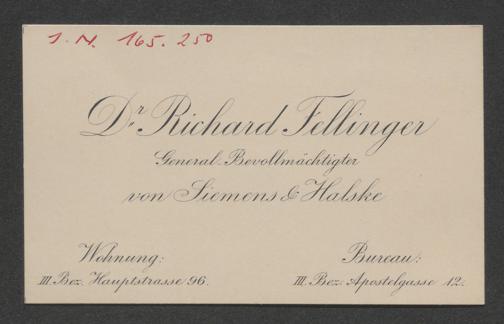 J. N. 165.250
Dr. Richard Fellinger
General-Bevollmächtigter
von Siemens & Halske
Wohnung:
III. Bez. Hauptstrasse 96.
Bureau:
III. Bez. Apostelgasse 12.